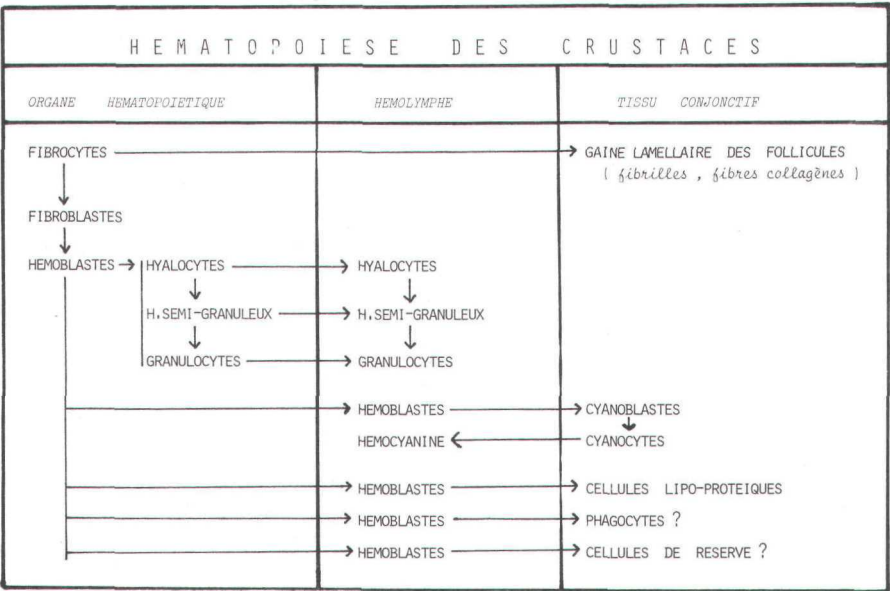 HEMATOPOIESE DES CRUSTACES
ORGANE HEMATOPOIETIQUE HEMOLYMPHE TISSU CONJONCTIF
FIBROCYTES → GAINE LAMELLAIRE DES FOLLICULES
( fibrilles , fibres collagènes )
FIBROBLASTES
HEMOBLASTES → HYALOCYTES → HYALOCYTES
H.SEMI-GRANULEUX → H.SEMI-GRANULEUX
GRANULOCYTES → GRANULOCYTES
→ HEMOBLASTES → CYANOBLASTES
HEMOCYANINE ← CYANOCYTES
→ HEMOBLASTES → CELLULES LIPO-PROTEIQUES
→ HEMOBLASTES → PHAGOCYTES ?
→ HEMOBLASTES → CELLULES DE RESERVE ?